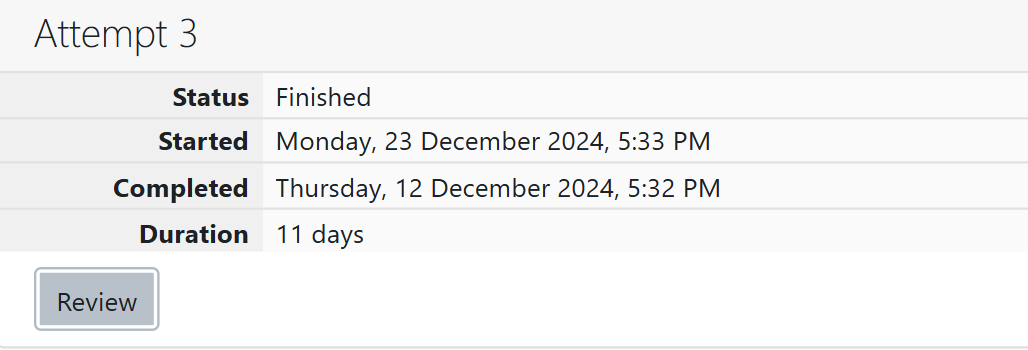 Attempt 3
Status Finished
Started Monday, 23 December 2024, 5:33 PM
Completed Thursday, 12 December 2024, 5:32 PM
Duration 11 days
Review